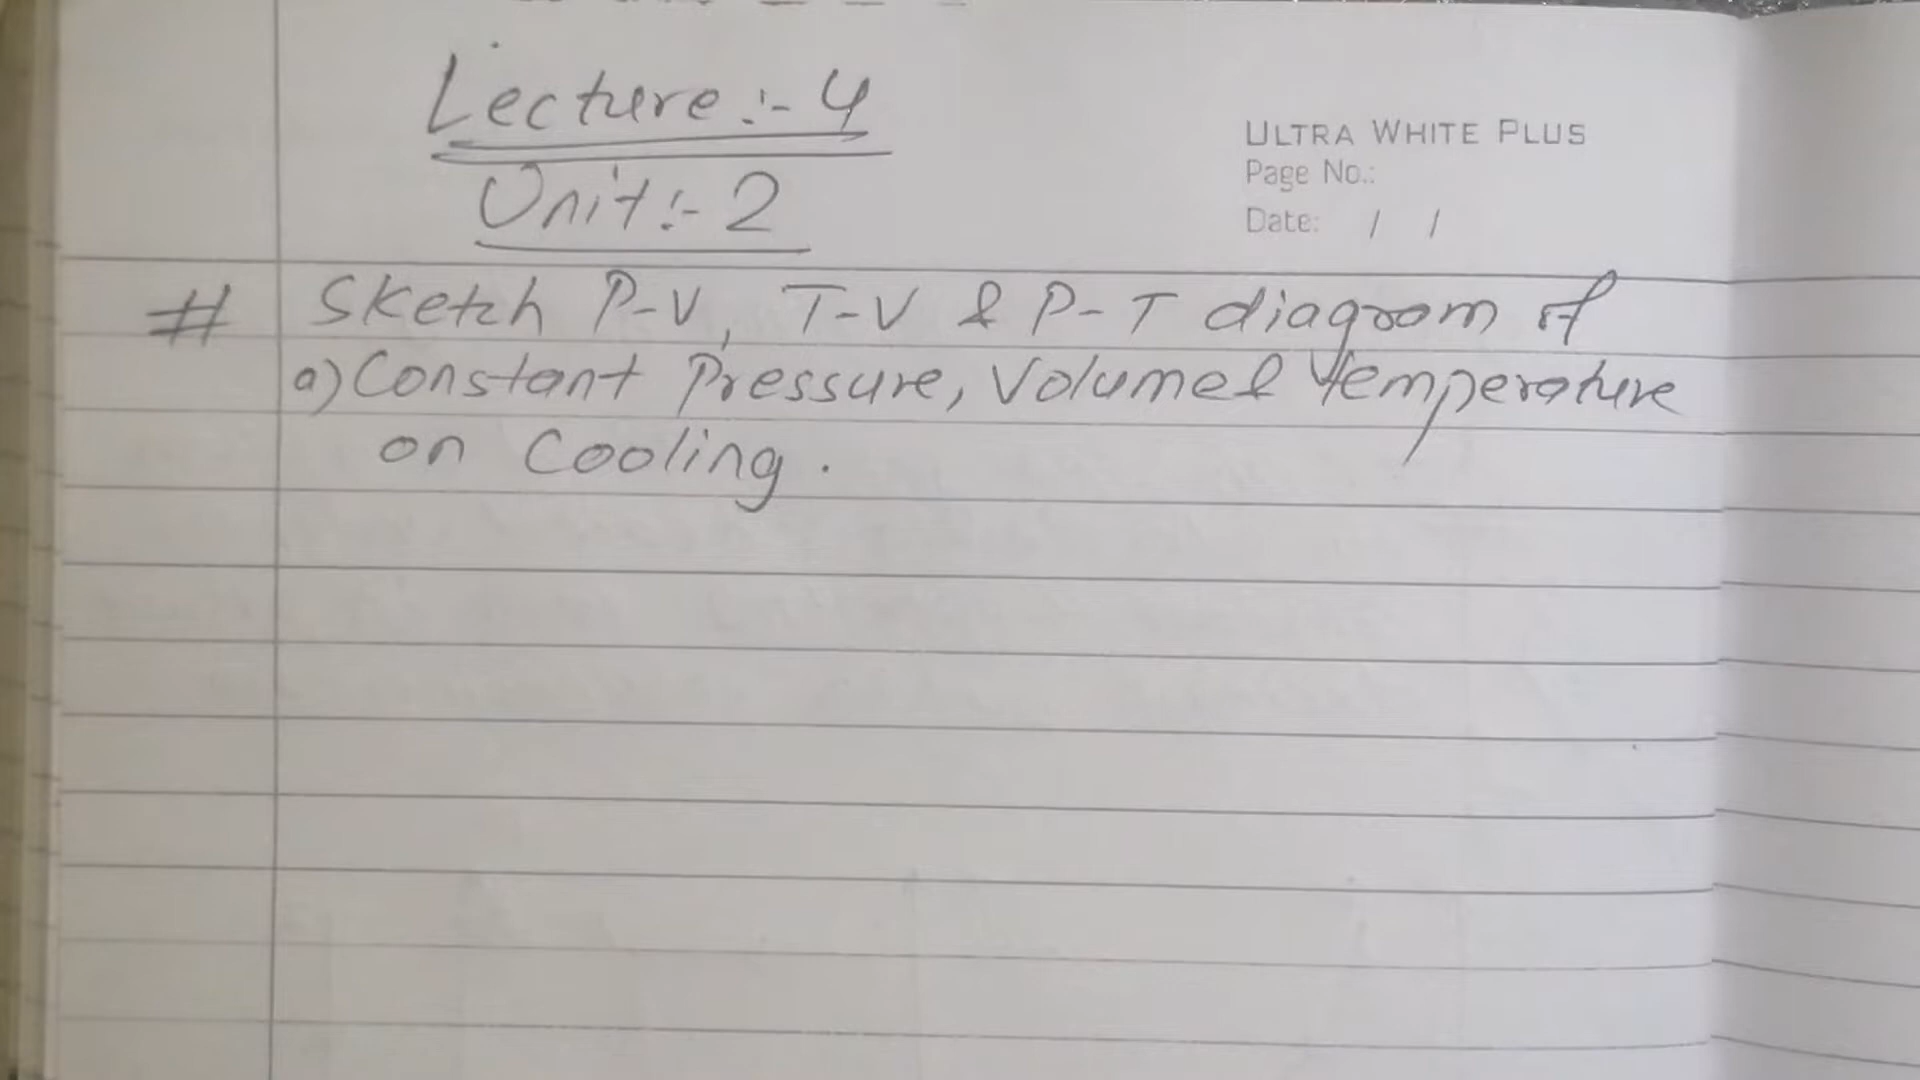 Lecture :- 4
Unit :- 2
ULTRA WHITE PLUS
Page No.:
Date: / /
# Sketch P-V, T-V & P-T diagram of
a) Constant Pressure, Volume & temperature
on Cooling.